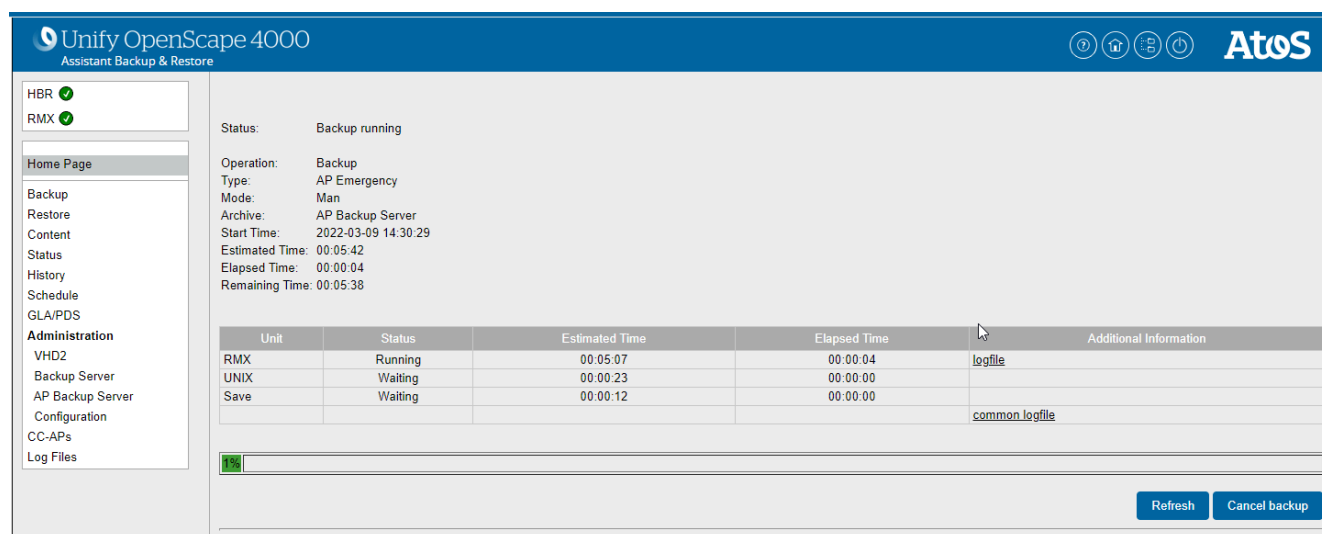 Unify OpenScape 4000
Assistant Backup & Restore
Atos
HBR
RMX
Home Page
Backup
Restore
Content
Status
History
Schedule
GLA/PDS
Administration
VHD2
Backup Server
AP Backup Server
Configuration
CC-APs
Log Files
Status: Backup running
Operation: Backup
Type: AP Emergency
Mode: Man
Archive: AP Backup Server
Start Time: 2022-03-09 14:30:29
Estimated Time: 00:05:42
Elapsed Time: 00:00:04
Remaining Time: 00:05:38
Unit Status Estimated Time Elapsed Time Additional Information
RMX Running 00:05:07 00:00:04 logfile
UNIX Waiting 00:00:23 00:00:00
Save Waiting 00:00:12 00:00:00
common logfile
1%
Refresh Cancel backup